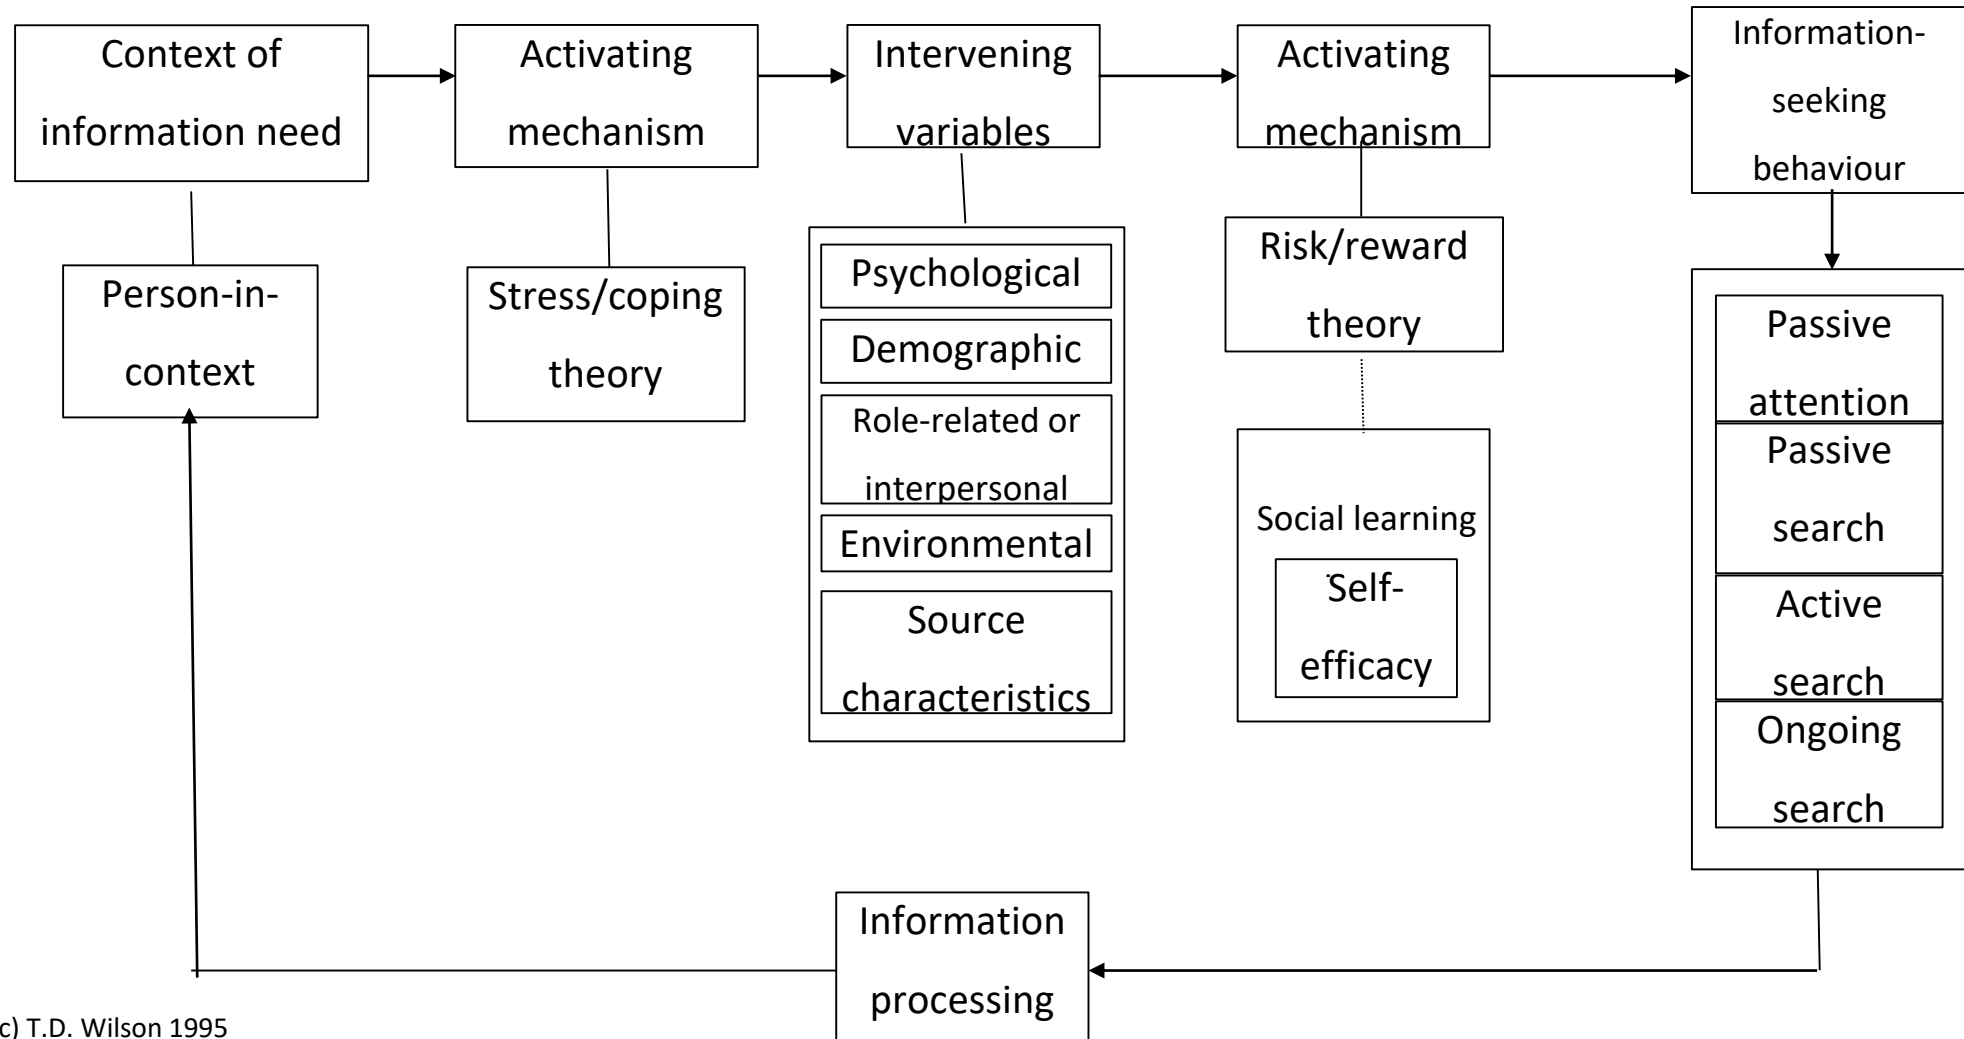 Context of
information need
Activating
mechanism
Intervening
variables
Activating
mechanism
Information-
seeking
behaviour
Person-in-
context
Stress/coping
theory
Psychological
Demographic
Role-related or
interpersonal
Environmental
Source
characteristics
Risk/reward
theory
Social learning
Self-
efficacy
Passive
attention
Passive
search
Active
search
Ongoing
search
Information
processing
c) T.D. Wilson 1995